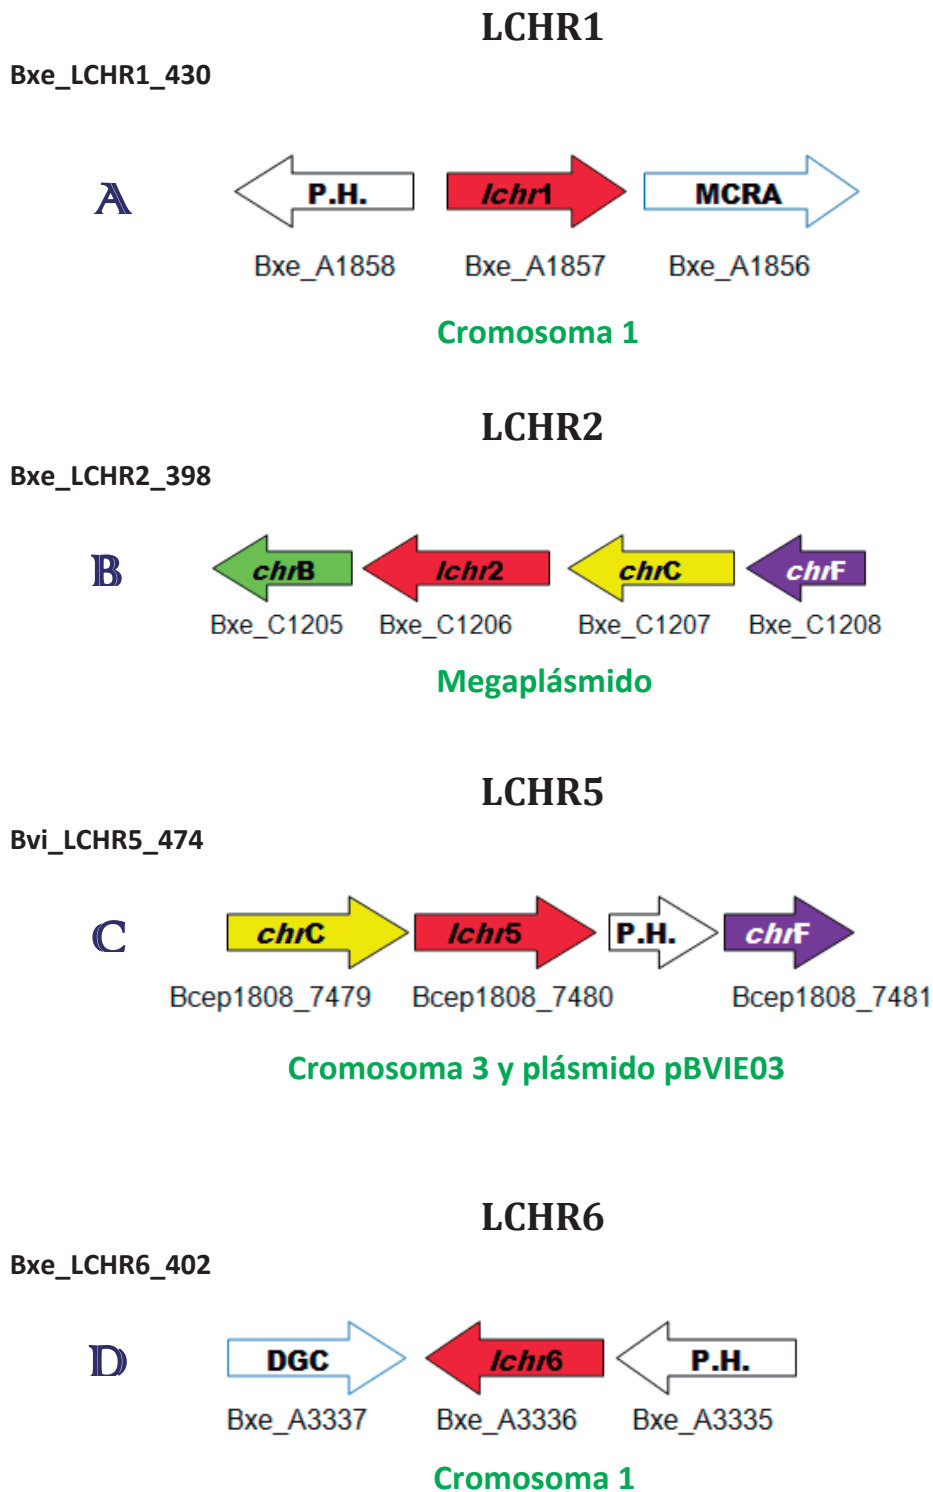 LCHR1
Bxe_LCHR1_430
A
P.H. lchr1 MCRA
Bxe_A1858 Bxe_A1857 Bxe_A1856
Cromosoma 1
LCHR2
Bxe_LCHR2_398
B
chrB lchr2 chrC chrF
Bxe_C1205 Bxe_C1206 Bxe_C1207 Bxe_C1208
Megaplásmido
LCHR5
Bvi_LCHR5_474
C
chrC lchr5 P.H. chrF
Bcep1808_7479 Bcep1808_7480 Bcep1808_7481
Cromosoma 3 y plásmido pBVIE03
LCHR6
Bxe_LCHR6_402
D
DGC lchr6 P.H.
Bxe_A3337 Bxe_A3336 Bxe_A3335
Cromosoma 1